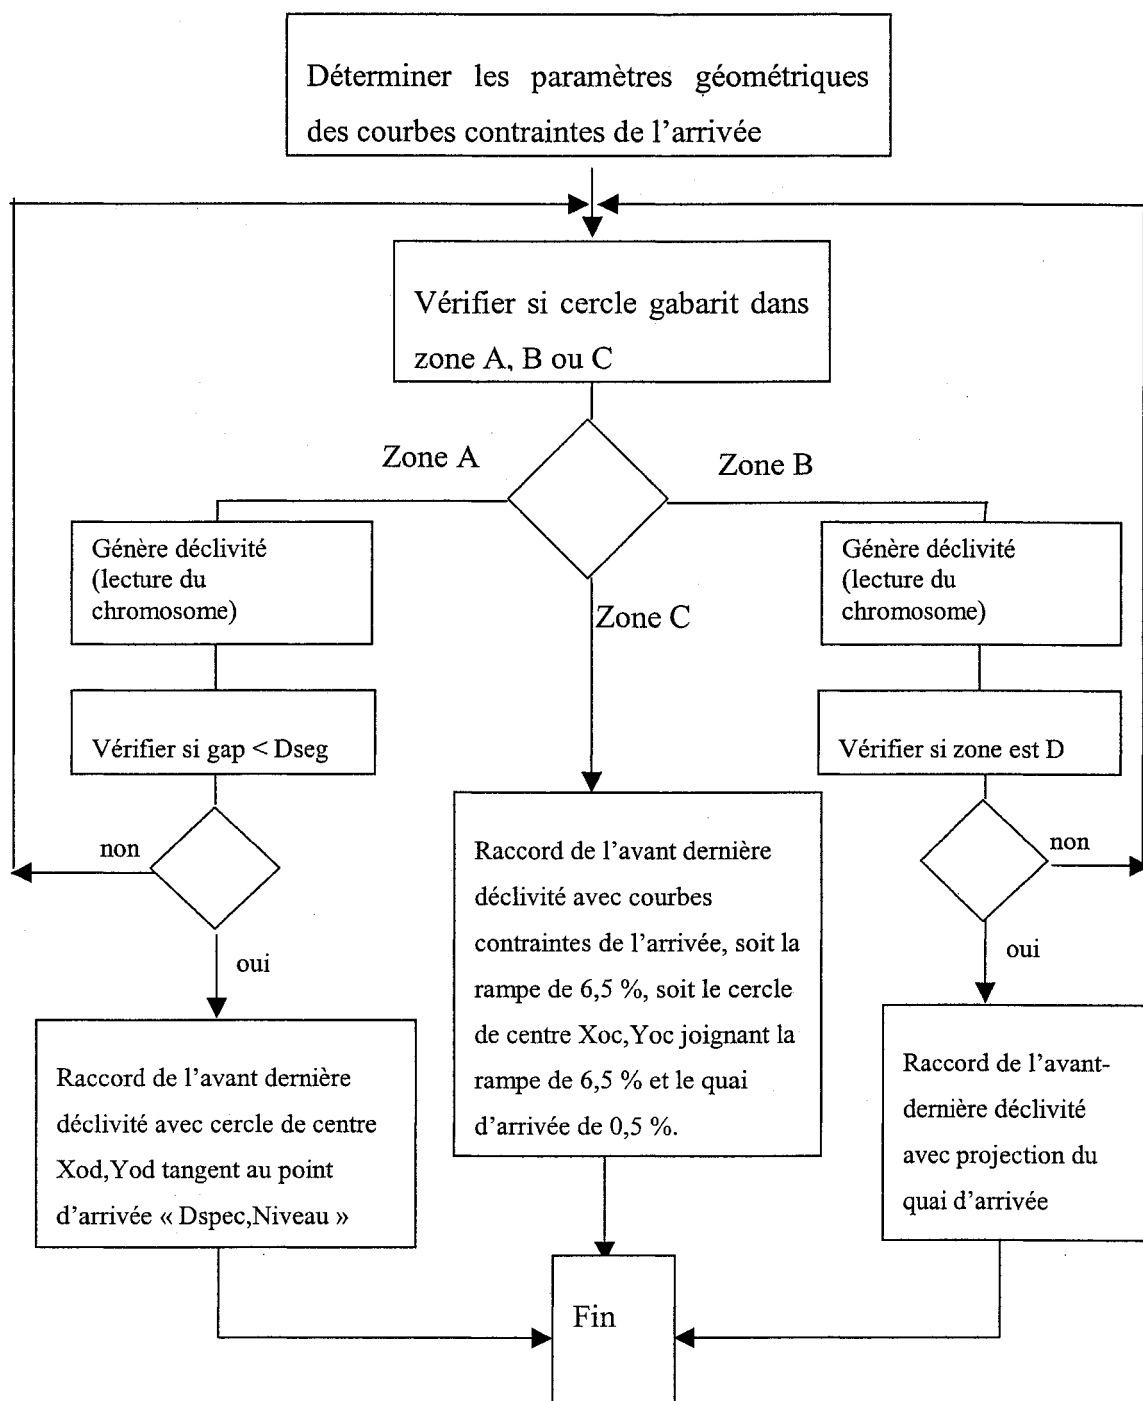 Déterminer les paramètres géométriques
des courbes contraintes de l'arrivée
Vérifier si cercle gabarit dans
zone A, B ou C
Zone A
Zone B
Génère déclivité
(lecture du
chromosome)
Génère déclivité
(lecture du
chromosome)
Zone C
Vérifier si gap < Dseg
Vérifier si zone est D
non
non
Raccord de l'avant dernière
déclivité avec courbes
contraintes de l'arrivée, soit la
rampe de 6,5 %, soit le cercle
de centre Xoc,Yoc joignant la
rampe de 6,5 % et le quai
d'arrivée de 0,5 %.
oui
oui
Raccord de l'avant dernière
déclivité avec cercle de centre
Xod,Yod tangent au point
d'arrivée « Dspec,Niveau »
Raccord de l'avant-
dernière déclivité
avec projection du
quai d'arrivée
Fin